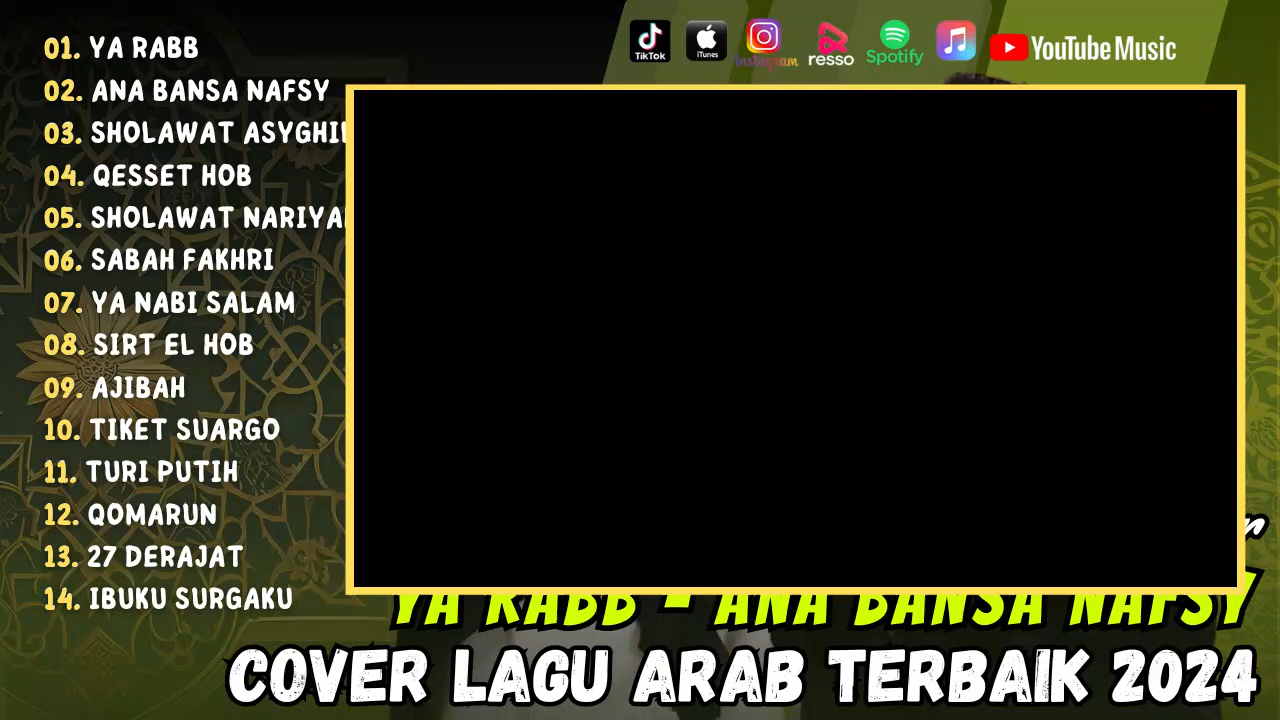 TikTok
iTunes
Instagram
resso
Spotify
YouTube Music
01. YA RABB
02. ANA BANSA NAFSY
03. SHOLAWAT
04. QESSET HOB
05. SHOLAWAT
06. SABAH FAKHRI
07. YA NABI SALAM
08. SIRT EL HOB
09. AJIBAH
10. TIKET SUARGO
11. TURI PUTIH
12. QOMARUN
13. 27 DERAJAT
14. IBUKU SURGAKU
YA RABB - ANA BANSA NAFSY
COVER LAGU ARAB TERBAIK 2024